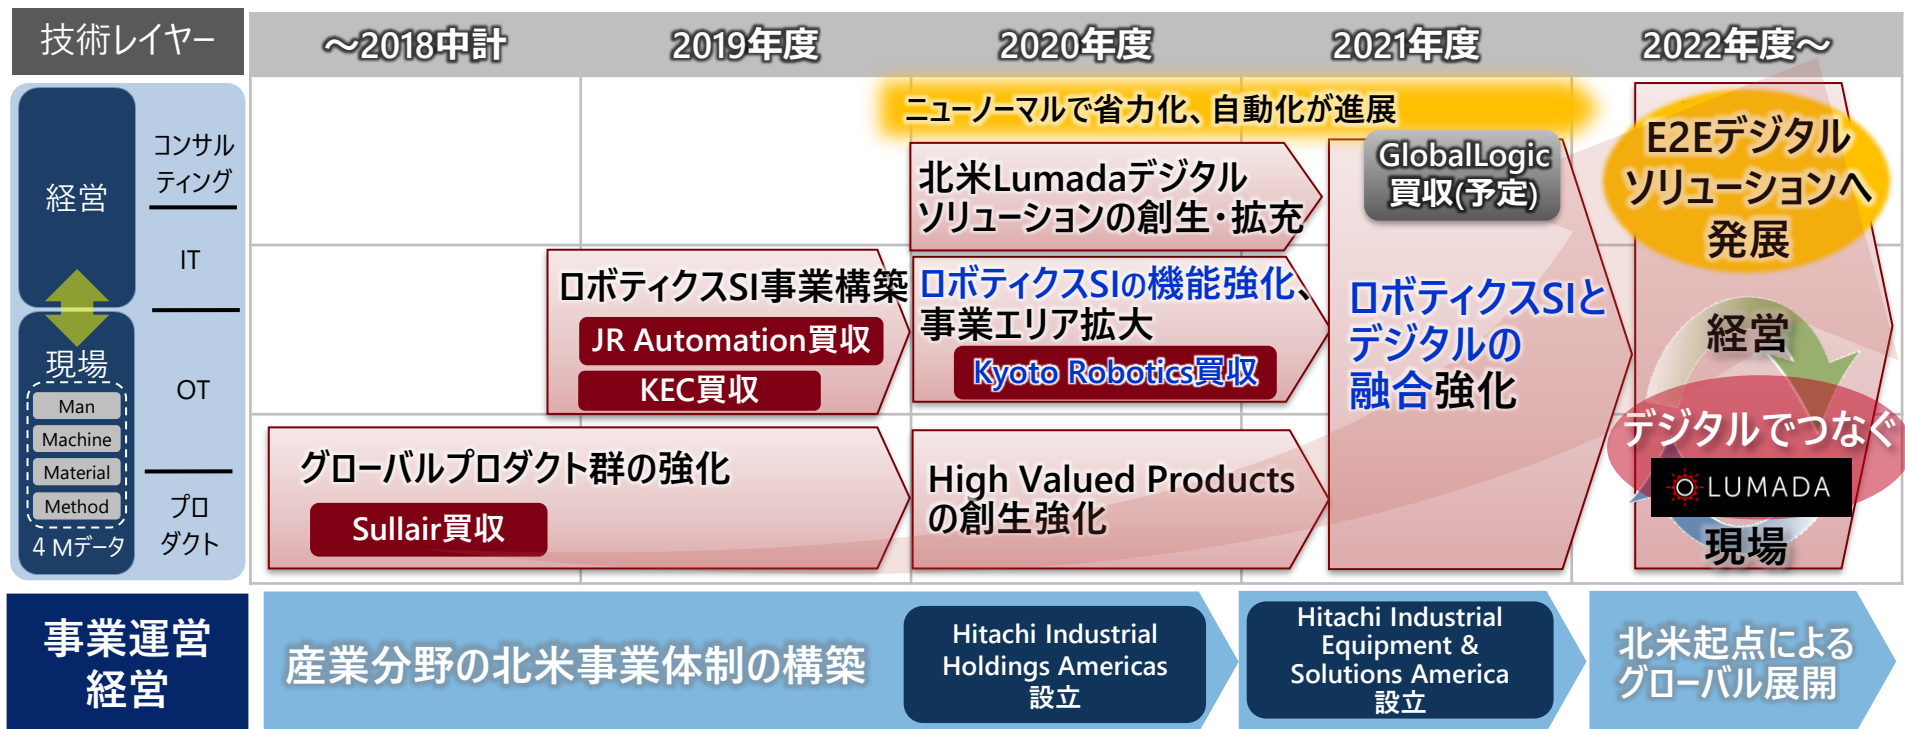 技術レイヤー
～2018中計
2019年度
2020年度
2021年度
2022年度～
経営
現場
Man
Machine
Material
Method
4 Mデータ
コンサル
ティング
IT
OT
プロ
ダクト
ニューノーマルで省力化、自動化が進展
北米Lumadaデジタル
ソリューションの創生・拡充
GlobalLogic
買収(予定)
E2Eデジタル
ソリューションへ
発展
ロボティクスSI事業構築
JR Automation買収
KEC買収
ロボティクスSIの機能強化、
事業エリア拡大
Kyoto Robotics買収
ロボティクスSIと
デジタルの
融合強化
経営
デジタルでつなぐ
LUMADA
現場
グローバルプロダクト群の強化
Sullair買収
High Valued Products
の創生強化
事業運営
経営
産業分野の北米事業体制の構築
Hitachi Industrial
Holdings Americas
設立
Hitachi Industrial
Equipment &
Solutions America
設立
北米起点による
グローバル展開